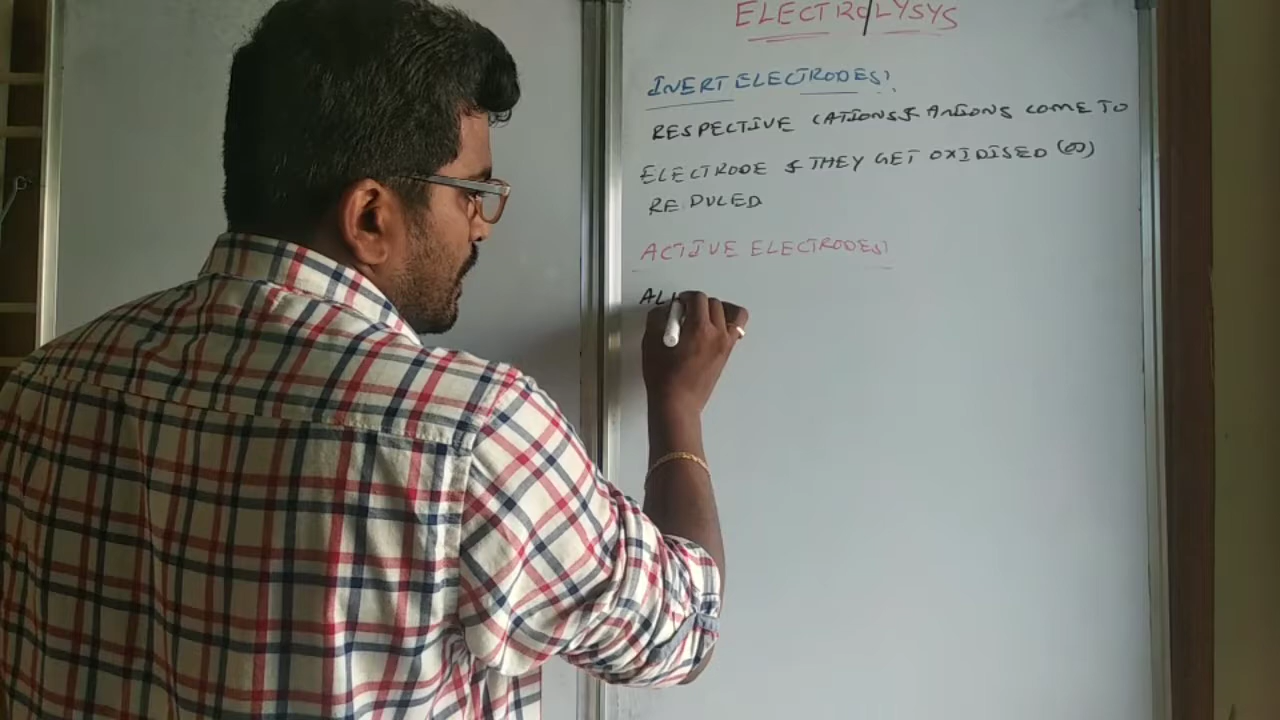 ELECTROLYSYS
INERT ELECTRODES:
RESPECTIVE CATIONS & ANIONS COME TO
ELECTRODE & THEY GET OXIDISED (OR)
REDUCED
ACTIVE ELECTRODES:
AL